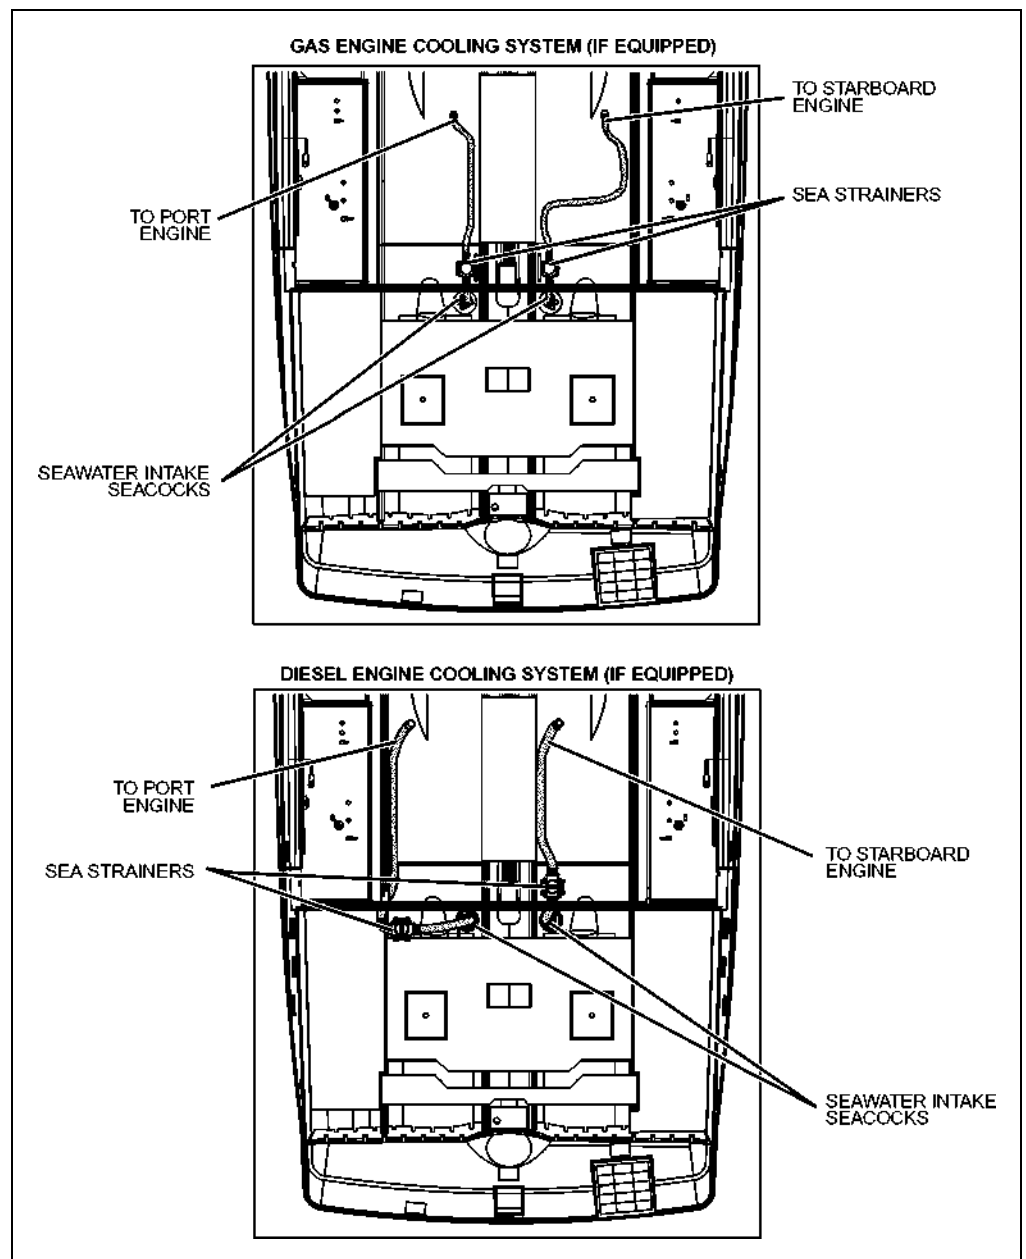 GAS ENGINE COOLING SYSTEM (IF EQUIPPED)
TO STARBOARD
ENGINE
SEA STRAINERS
TO PORT
ENGINE
SEAWATER INTAKE
SEACOCKS
DIESEL ENGINE COOLING SYSTEM (IF EQUIPPED)
TO PORT
ENGINE
SEA STRAINERS
TO STARBOARD
ENGINE
SEAWATER INTAKE
SEACOCKS